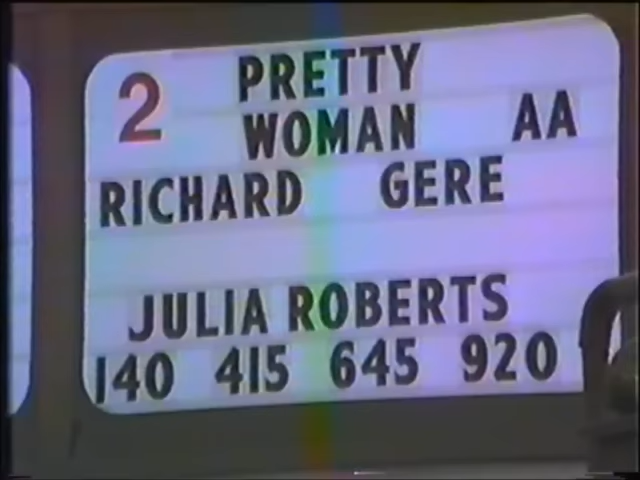 2 PRETTY
WOMAN AA
RICHARD GERE
JULIA ROBERTS
140 415 645 920